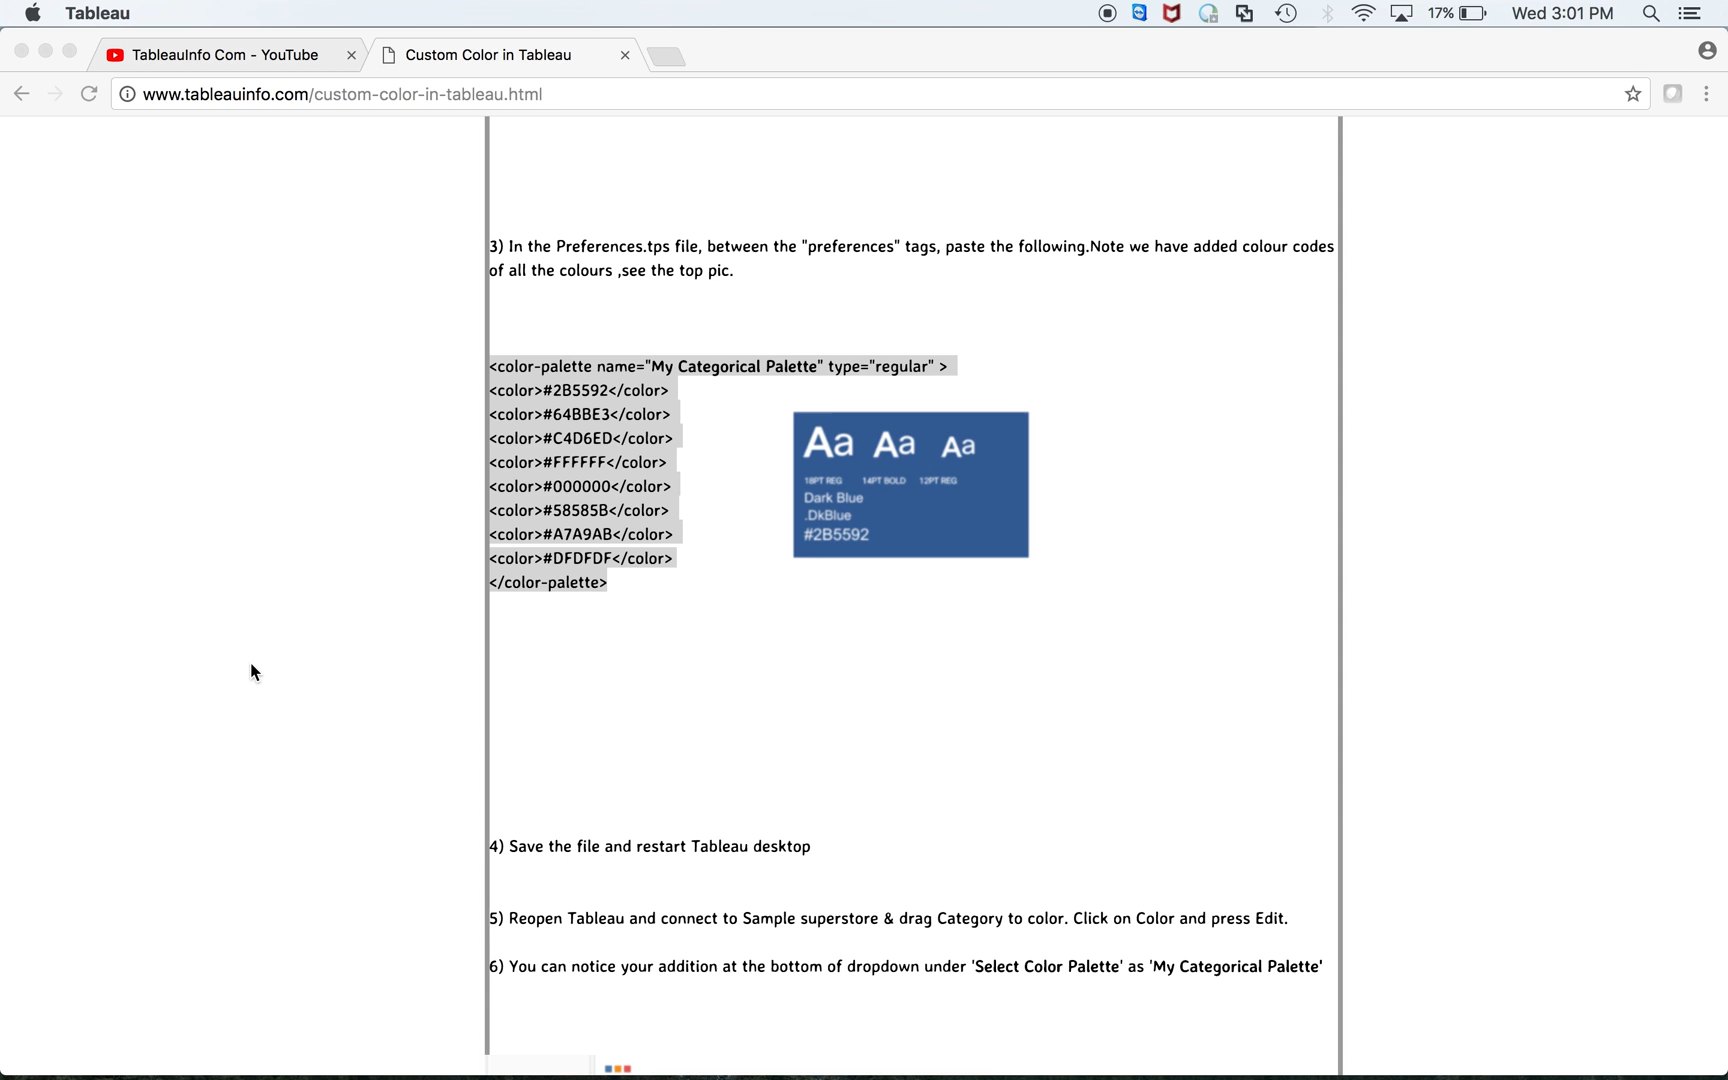 Tableau
17%
Wed 3:01 PM
TableauInfo Com - YouTube
Custom Color in Tableau
www.tableauinfo.com/custom-color-in-tableau.html
3) In the Preferences.tps file, between the "preferences" tags, paste the following.Note we have added colour codes
of all the colours ,see the top pic.
<color-palette name="My Categorical Palette" type="regular" >
<color>#2B5592</color>
<color>#64BBE3</color>
<color>#C4D6ED</color>
<color>#FFFFFF</color>
<color>#000000</color>
<color>#58585B</color>
<color>#A7A9AB</color>
<color>#DFDFDF</color>
</color-palette>
Aa Aa Aa
18PT REG 14PT BOLD 12PT REG
Dark Blue
.DkBlue
#2B5592
4) Save the file and restart Tableau desktop
5) Reopen Tableau and connect to Sample superstore & drag Category to color. Click on Color and press Edit.
6) You can notice your addition at the bottom of dropdown under 'Select Color Palette' as 'My Categorical Palette'